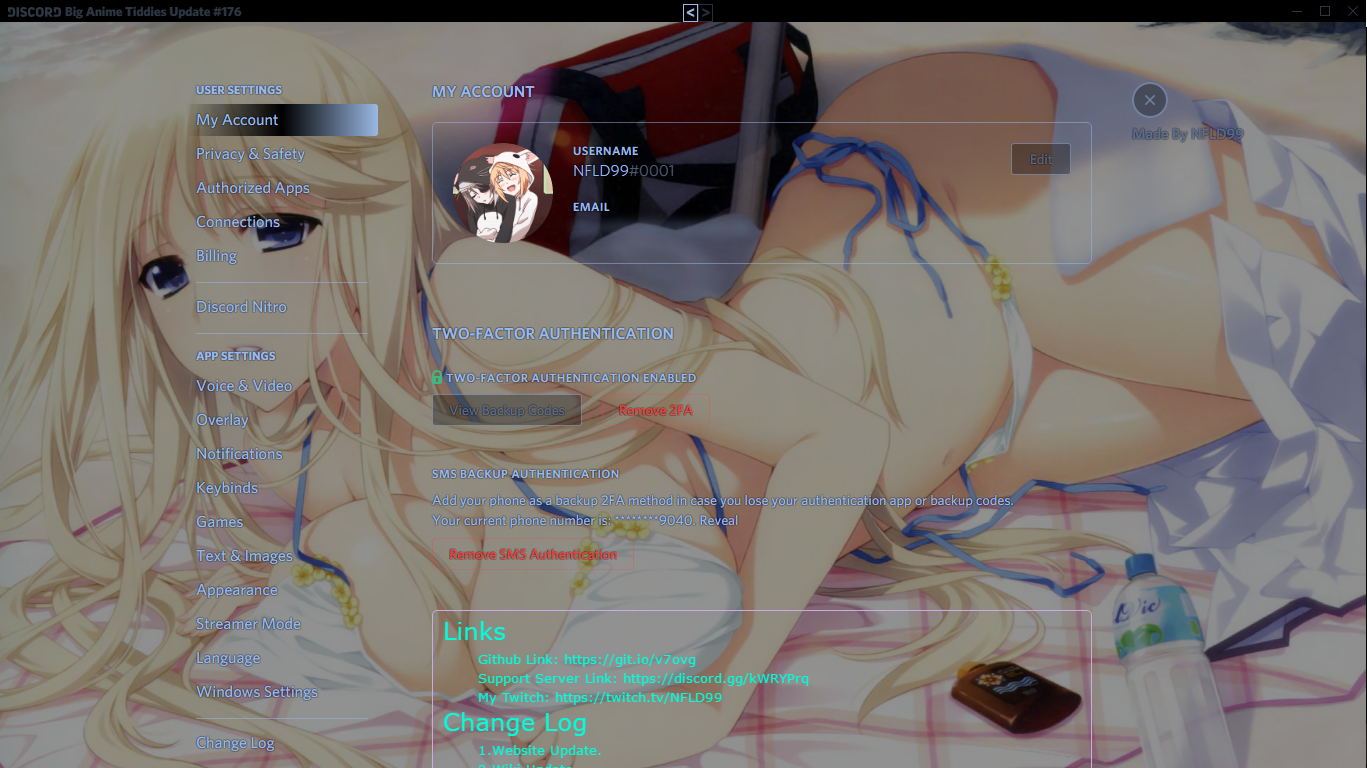 DISCORD Big Anime Tiddies Update #176
< >
USER SETTINGS
My Account
Privacy & Safety
Authorized Apps
Connections
Billing
Discord Nitro
APP SETTINGS
Voice & Video
Overlay
Notifications
Keybinds
Games
Text & Images
Appearance
Streamer Mode
Language
Windows Settings
Change Log
MY ACCOUNT
USERNAME
NFLD99#0001
Edit
EMAIL
Made By NFLD99
TWO-FACTOR AUTHENTICATION
TWO-FACTOR AUTHENTICATION ENABLED
View Backup Codes Remove 2FA
SMS BACKUP AUTHENTICATION
Add your phone as a backup 2FA method in case you lose your authentication app or backup codes.
Your current phone number is: ********9040. Reveal
Remove SMS Authentication
Links
Github Link: https://git.io/v7ovg
Support Server Link: https://discord.gg/kWRYPrq
My Twitch: https://twitch.tv/NFLD99
Change Log
1.Website Update.